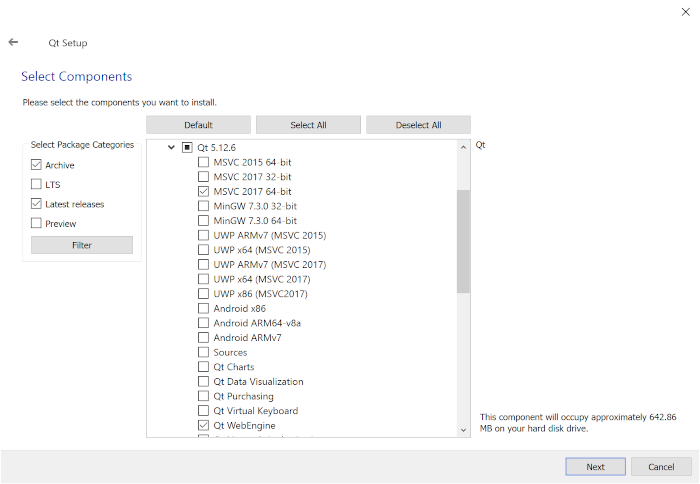 Qt Setup
Select Components
Please select the components you want to install.
Default
Select All
Deselect All
Select Package Categories
Archive
LTS
Latest releases
Preview
Filter
Qt 5.12.6
MSVC 2015 64-bit
MSVC 2017 32-bit
MSVC 2017 64-bit
MinGW 7.3.0 32-bit
MinGW 7.3.0 64-bit
UWP ARMv7 (MSVC 2015)
UWP x64 (MSVC 2015)
UWP ARMv7 (MSVC 2017)
UWP x64 (MSVC 2017)
UWP x86 (MSVC2017)
Android x86
Android ARM64-v8a
Android ARMv7
Sources
Qt Charts
Qt Data Visualization
Qt Purchasing
Qt Virtual Keyboard
Qt WebEngine
Qt
This component will occupy approximately 642.86
MB on your hard disk drive.
Next
Cancel